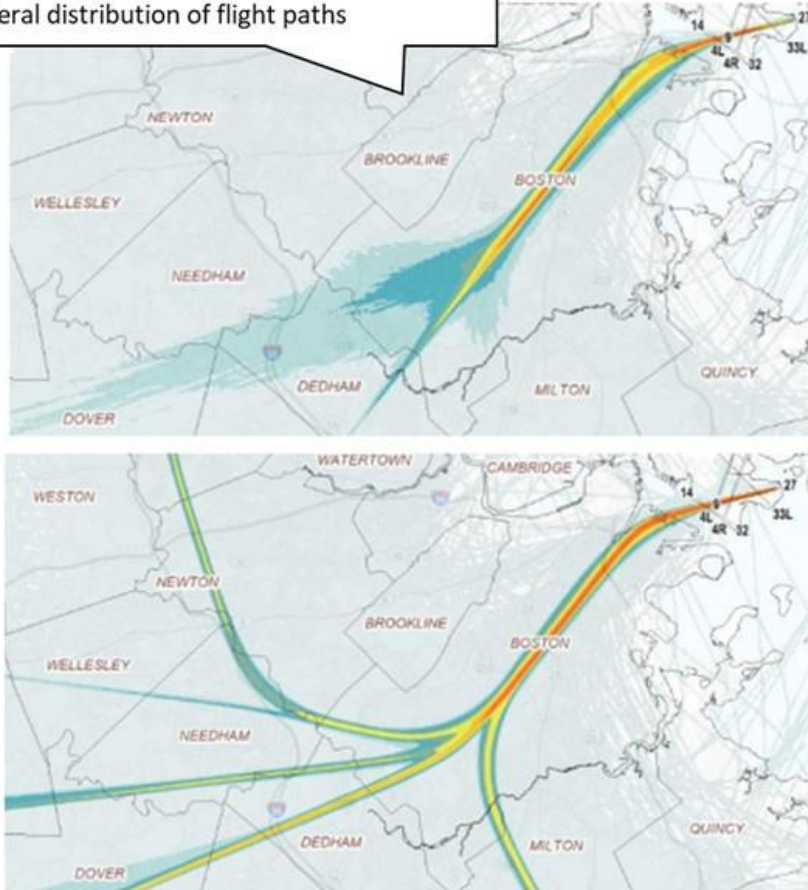 eral distribution of flight paths
14
27
9
4L
33L
4R 32
NEWTON
BROOKLINE
BOSTON
WELLESLEY
NEEDHAM
QUINCY
DEDHAM
MILTON
DOVER
WATERTOWN
CAMBRIDGE
27
WESTON
14
9
4L
33L
4R 32
NEWTON
BROOKLINE
BOSTON
WELLESLEY
NEEDHAM
QUINCY
DEDHAM
MILTON
DOVER